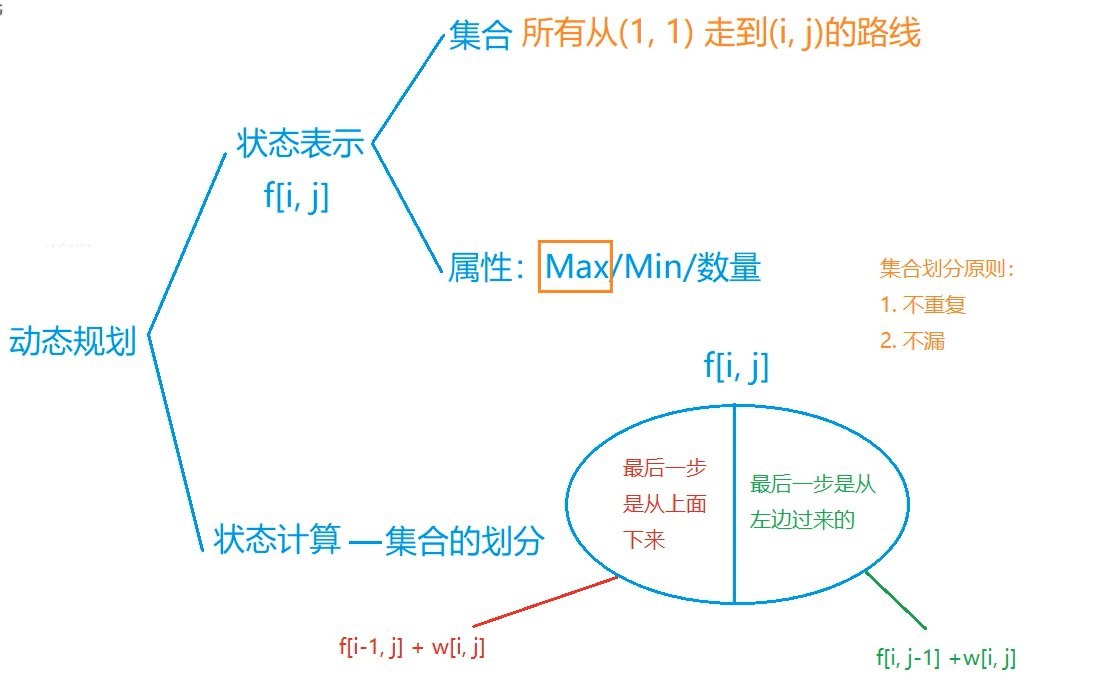 集合 所有从(1, 1) 走到(i, j)的路线
状态表示
f[i, j]
属性：Max/Min/数量
集合划分原则：
1. 不重复
2. 不漏
动态规划
f[i, j]
最后一步
是从上面
下来
最后一步是从
左边过来的
状态计算 —集合的划分
f[i-1, j] + w[i, j]
f[i, j-1] +w[i, j]